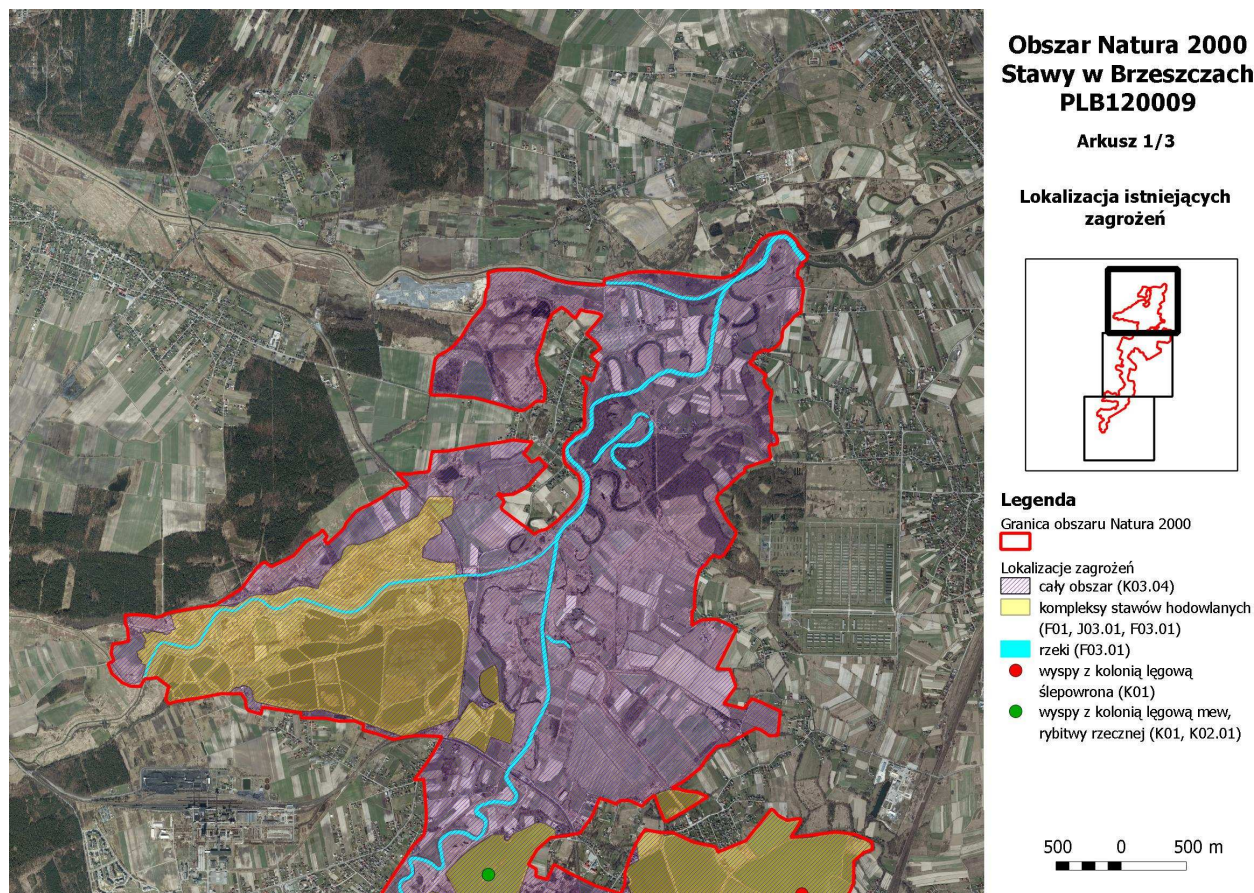 Obszar Natura 2000
Stawy w Brzeszczach
PLB120009
Arkusz 1/3
Lokalizacja istniejących
zagrożeń
Legenda
Granica obszaru Natura 2000
Lokalizacje zagrożeń
cały obszar (K03.04)
kompleksy stawów hodowlanych
(F01, J03.01, F03.01)
rzeki (F03.01)
wyspy z kolonią lęgową
ślepowrona (K01)
wyspy z kolonią lęgową mew,
rybitwy rzecznej (K01, K02.01)
500 0 500 m